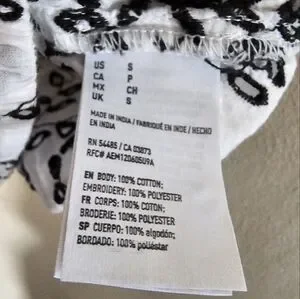 US S
CA P
MX CH
UK S
MADE IN INDIA / FABRIQUÉ EN INDE / HECHO
EN INDIA
RN 54485 / CA 03873
RFC# AEM120605U9A
EN BODY: 100% COTTON;
EMBROIDERY: 100% POLYESTER
FR CORPS: 100% COTON;
BRODERIE: 100% POLYESTER
SP CUERPO: 100% algodón;
BORDADO: 100% poliéstar